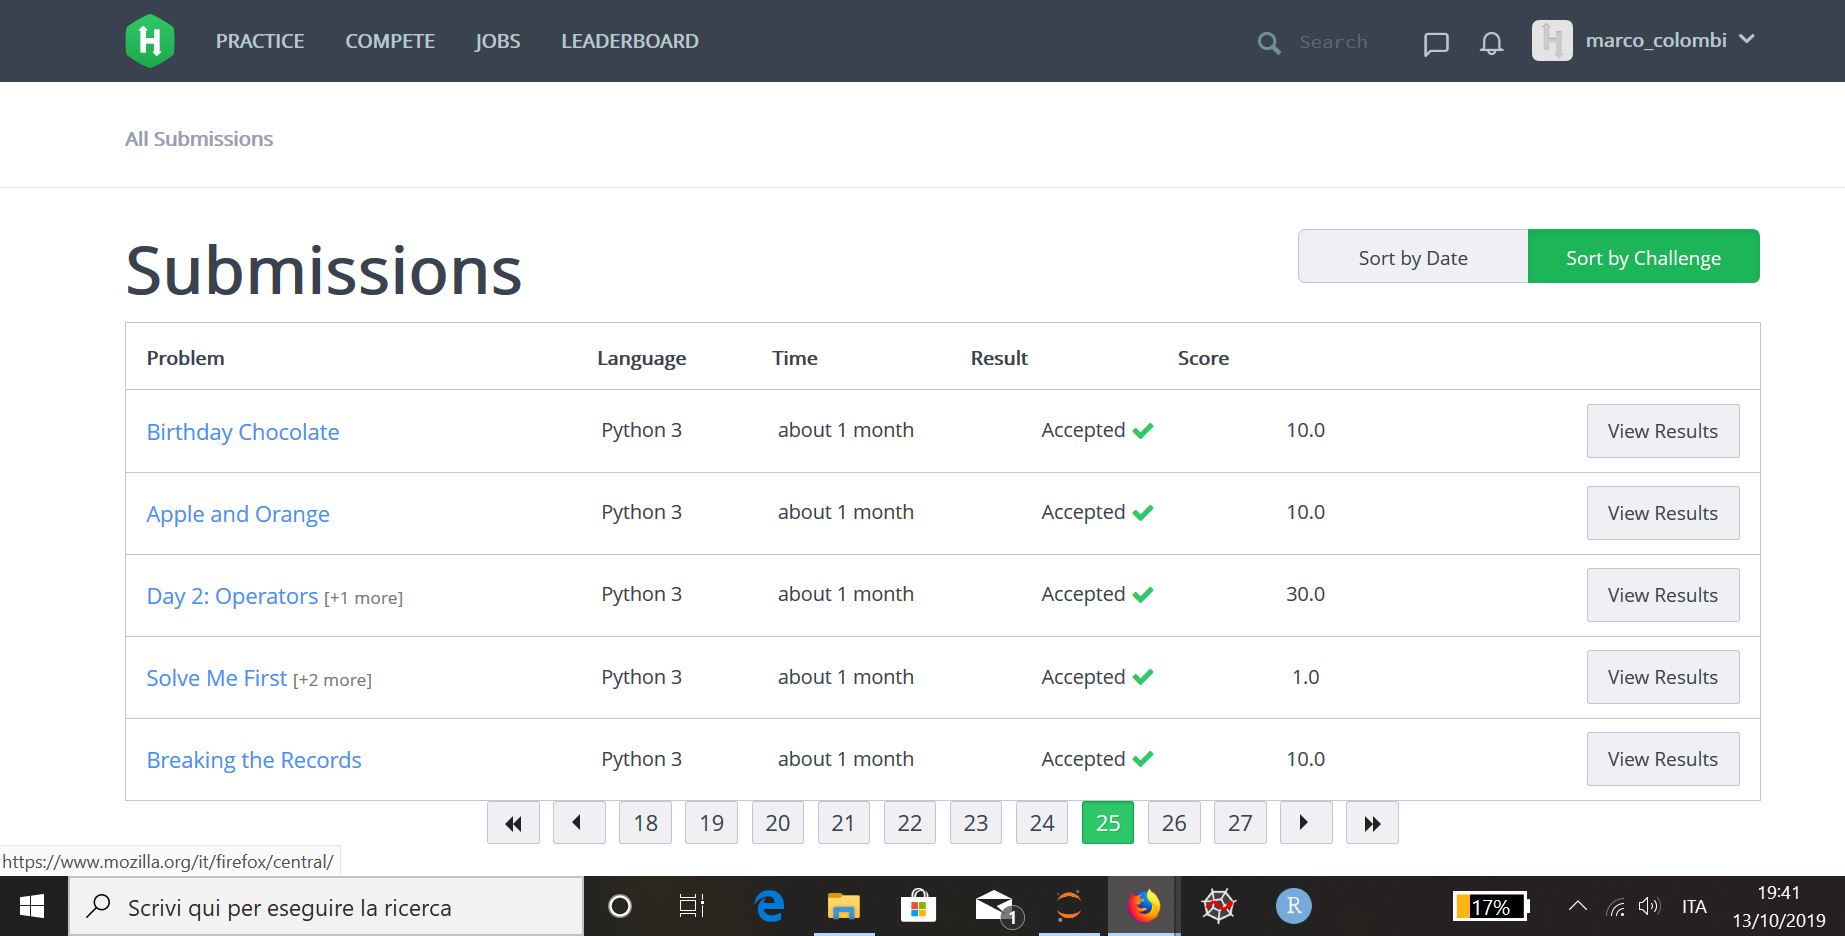 H PRACTICE COMPETE JOBS LEADERBOARD Search marco_colombi
All Submissions
Submissions
Sort by Date Sort by Challenge
Problem Language Time Result Score
Birthday Chocolate Python 3 about 1 month Accepted 10.0 View Results
Apple and Orange Python 3 about 1 month Accepted 10.0 View Results
Day 2: Operators [+1 more] Python 3 about 1 month Accepted 30.0 View Results
Solve Me First [+2 more] Python 3 about 1 month Accepted 1.0 View Results
Breaking the Records Python 3 about 1 month Accepted 10.0 View Results
18 19 20 21 22 23 24 25 26 27
https://www.mozilla.org/it/firefox/central/
Scrivi qui per eseguire la ricerca
1
R
17%
ITA
19:41
13/10/2019